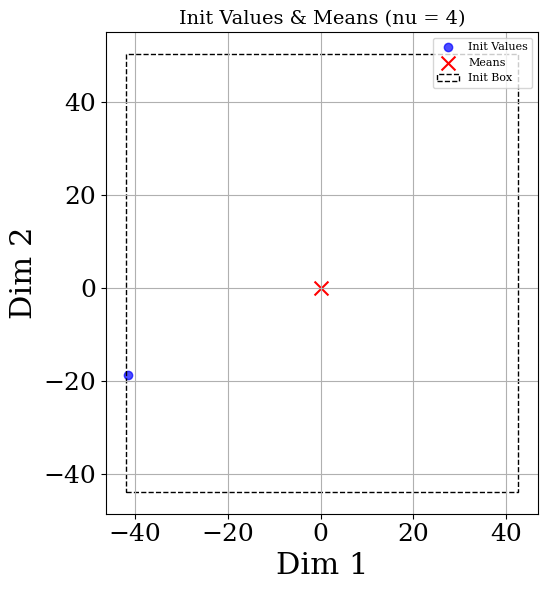 Init Values & Means (nu = 4)
Init Values
Means
Init Box
40
20
0
−20
−40
Dim 2
−40
−20
0
20
40
Dim 1